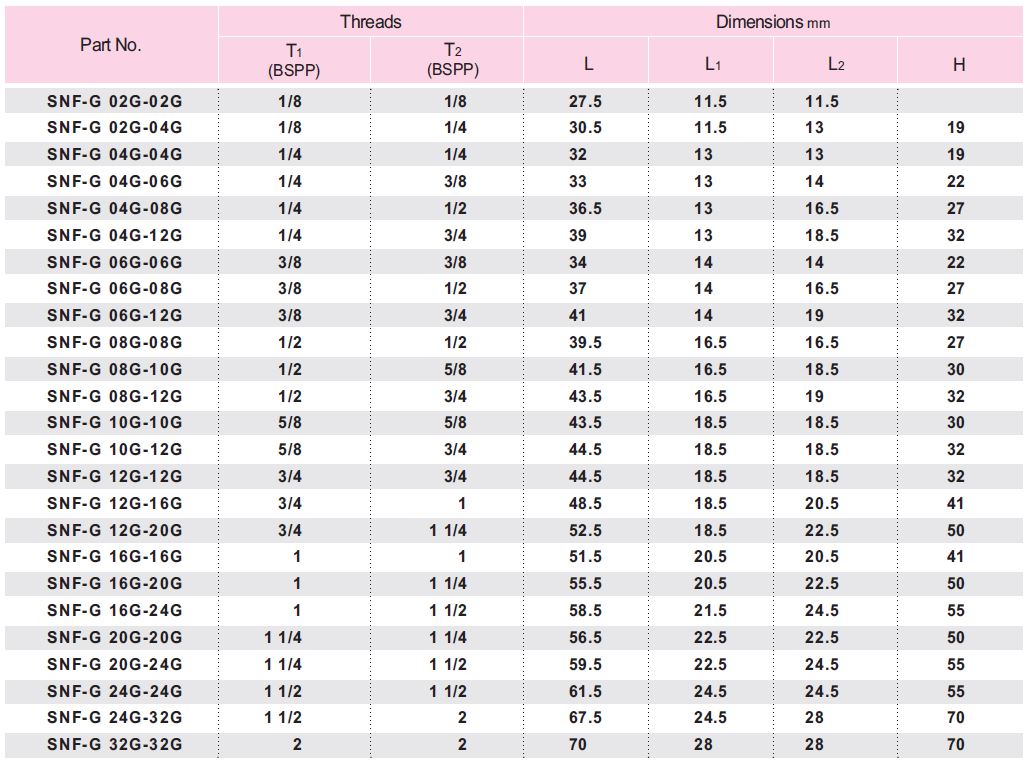 Part No. Threads Dimensions mm
T1 (BSPP) T2 (BSPP) L L1 L2 H
SNF-G 02G-02G 1/8 1/8 27.5 11.5 11.5
SNF-G 02G-04G 1/8 1/4 30.5 11.5 13 19
SNF-G 04G-04G 1/4 1/4 32 13 13 19
SNF-G 04G-06G 1/4 3/8 33 13 14 22
SNF-G 04G-08G 1/4 1/2 36.5 13 16.5 27
SNF-G 04G-12G 1/4 3/4 39 13 18.5 32
SNF-G 06G-06G 3/8 3/8 34 14 14 22
SNF-G 06G-08G 3/8 1/2 37 14 16.5 27
SNF-G 06G-12G 3/8 3/4 41 14 19 32
SNF-G 08G-08G 1/2 1/2 39.5 16.5 16.5 27
SNF-G 08G-10G 1/2 5/8 41.5 16.5 18.5 30
SNF-G 08G-12G 1/2 3/4 43.5 16.5 19 32
SNF-G 10G-10G 5/8 5/8 43.5 18.5 18.5 30
SNF-G 10G-12G 5/8 3/4 44.5 18.5 18.5 32
SNF-G 12G-12G 3/4 3/4 44.5 18.5 18.5 32
SNF-G 12G-16G 3/4 1 48.5 18.5 20.5 41
SNF-G 12G-20G 3/4 1 1/4 52.5 18.5 22.5 50
SNF-G 16G-16G 1 1 51.5 20.5 20.5 41
SNF-G 16G-20G 1 1 1/4 55.5 20.5 22.5 50
SNF-G 16G-24G 1 1 1/2 58.5 21.5 24.5 55
SNF-G 20G-20G 1 1/4 1 1/4 56.5 22.5 22.5 50
SNF-G 20G-24G 1 1/4 1 1/2 59.5 22.5 24.5 55
SNF-G 24G-24G 1 1/2 1 1/2 61.5 24.5 24.5 55
SNF-G 24G-32G 1 1/2 2 67.5 24.5 28 70
SNF-G 32G-32G 2 2 70 28 28 70